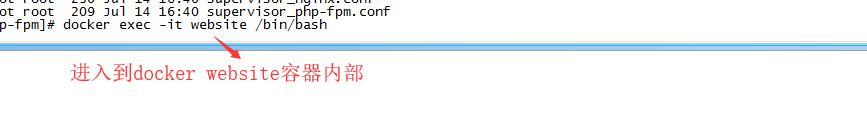 ot root  250 Jul 14 16:40 supervisor_nginx.conf
ot root  209 Jul 14 16:40 supervisor_php-fpm.conf
p-fpm]# docker exec -it website /bin/bash
进入到docker website容器内部